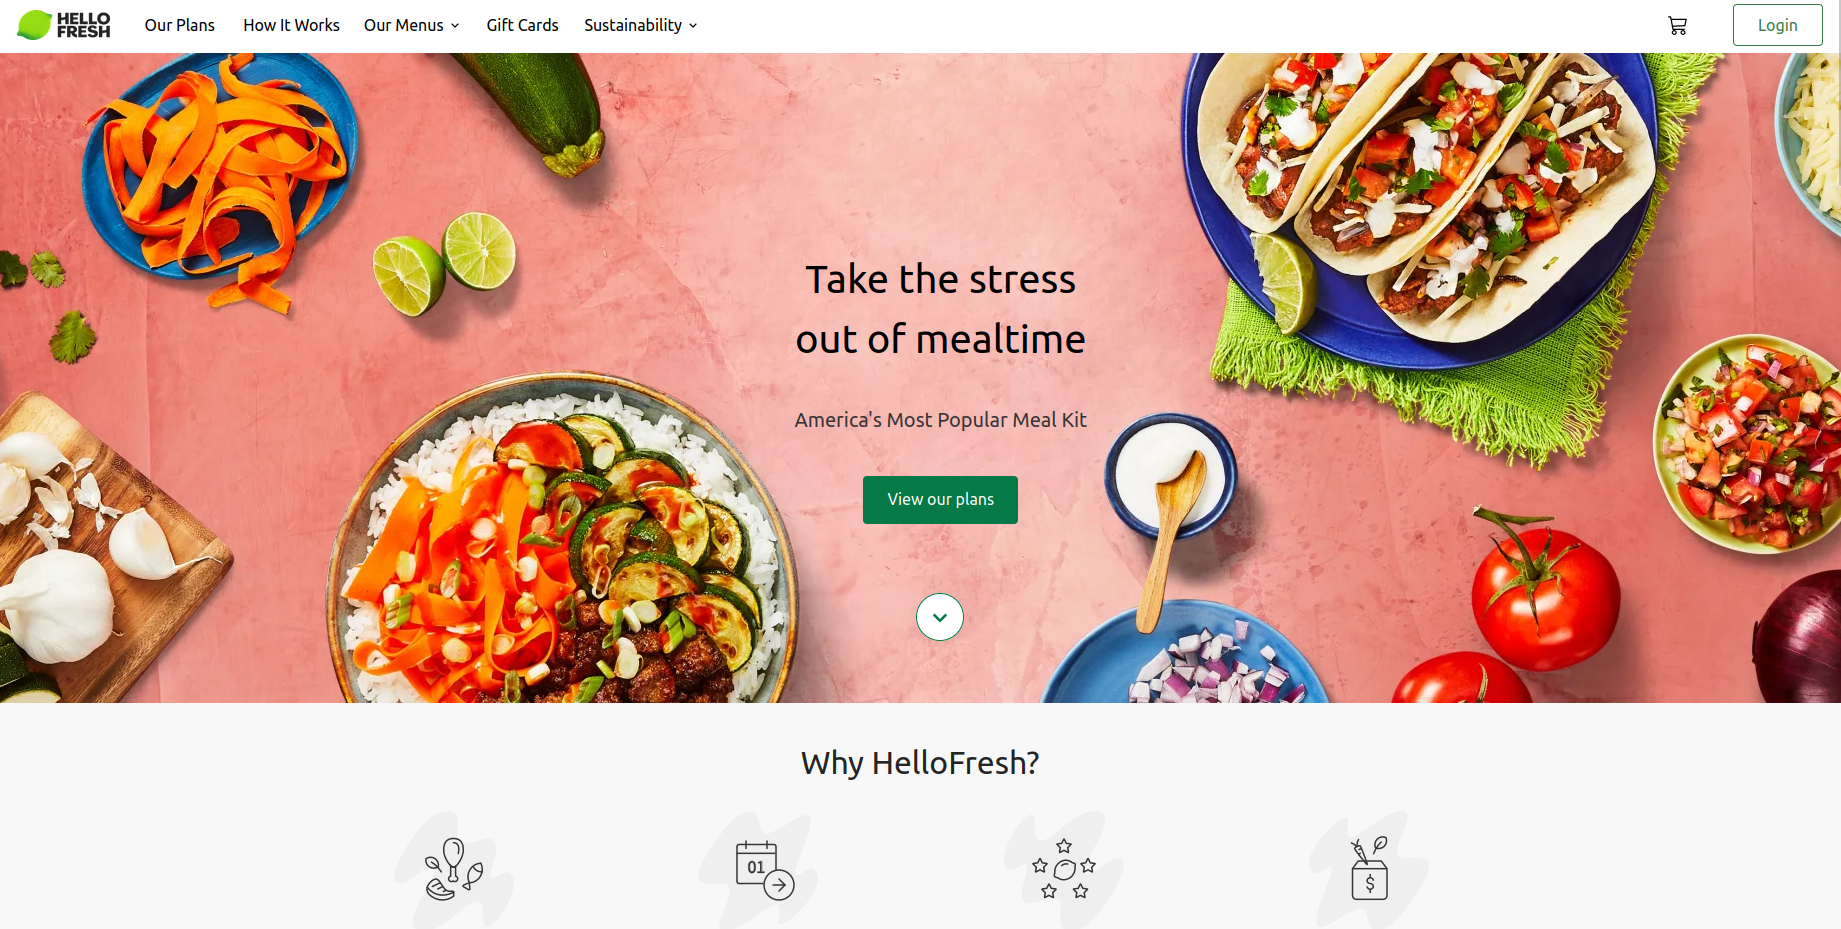 HELLO
FRESH
Our Plans
How It Works
Our Menus
Gift Cards
Sustainability
Login
Take the stress
out of mealtime
America's Most Popular Meal Kit
View our plans
Why HelloFresh?
01
$